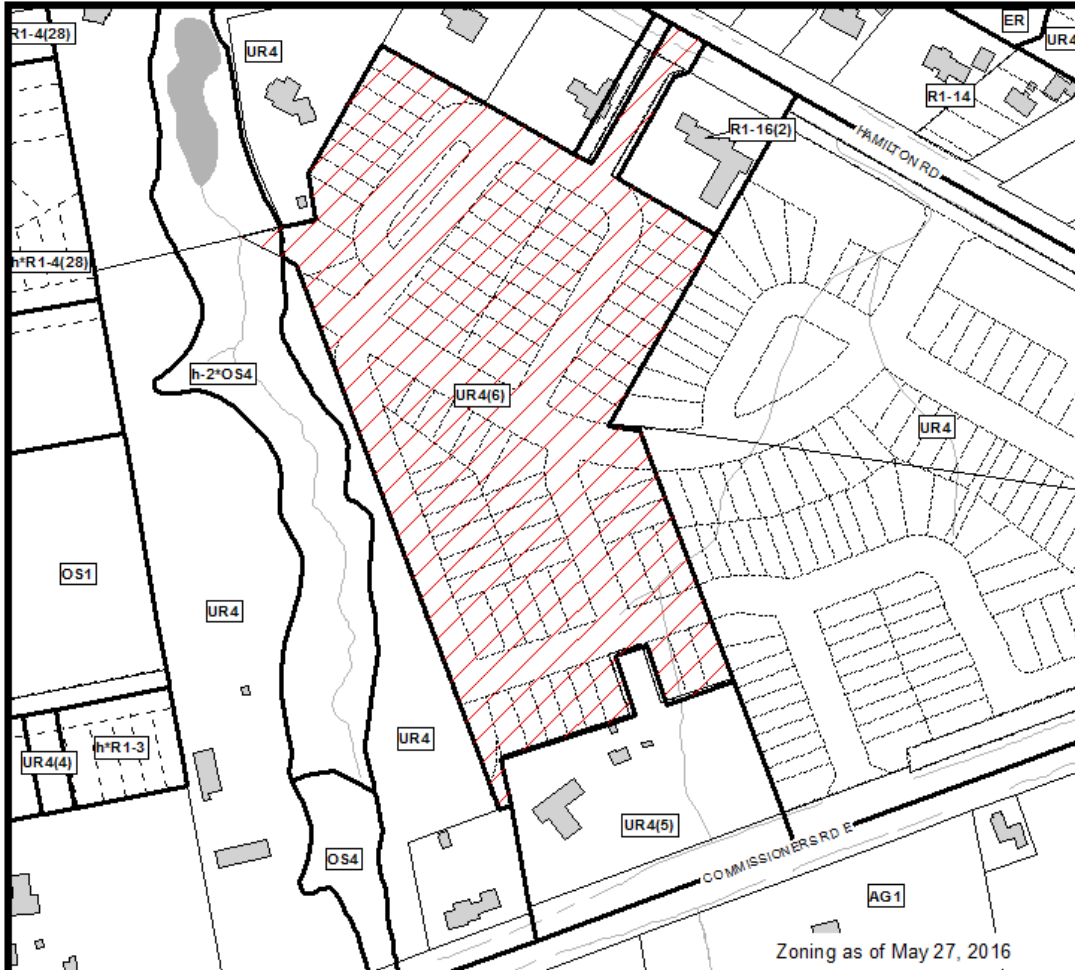 R1-4(28)
UR4
ER
UR4
R1-14
R1-16(2)
HAMILTON RD
h*R1-4(28)
h-2*OS4
UR4(6)
UR4
OS1
UR4
UR4
h*R1-3
UR4(4)
UR4(5)
COMMISSIONERS RD E
OS4
AG1
Zoning as of May 27, 2016